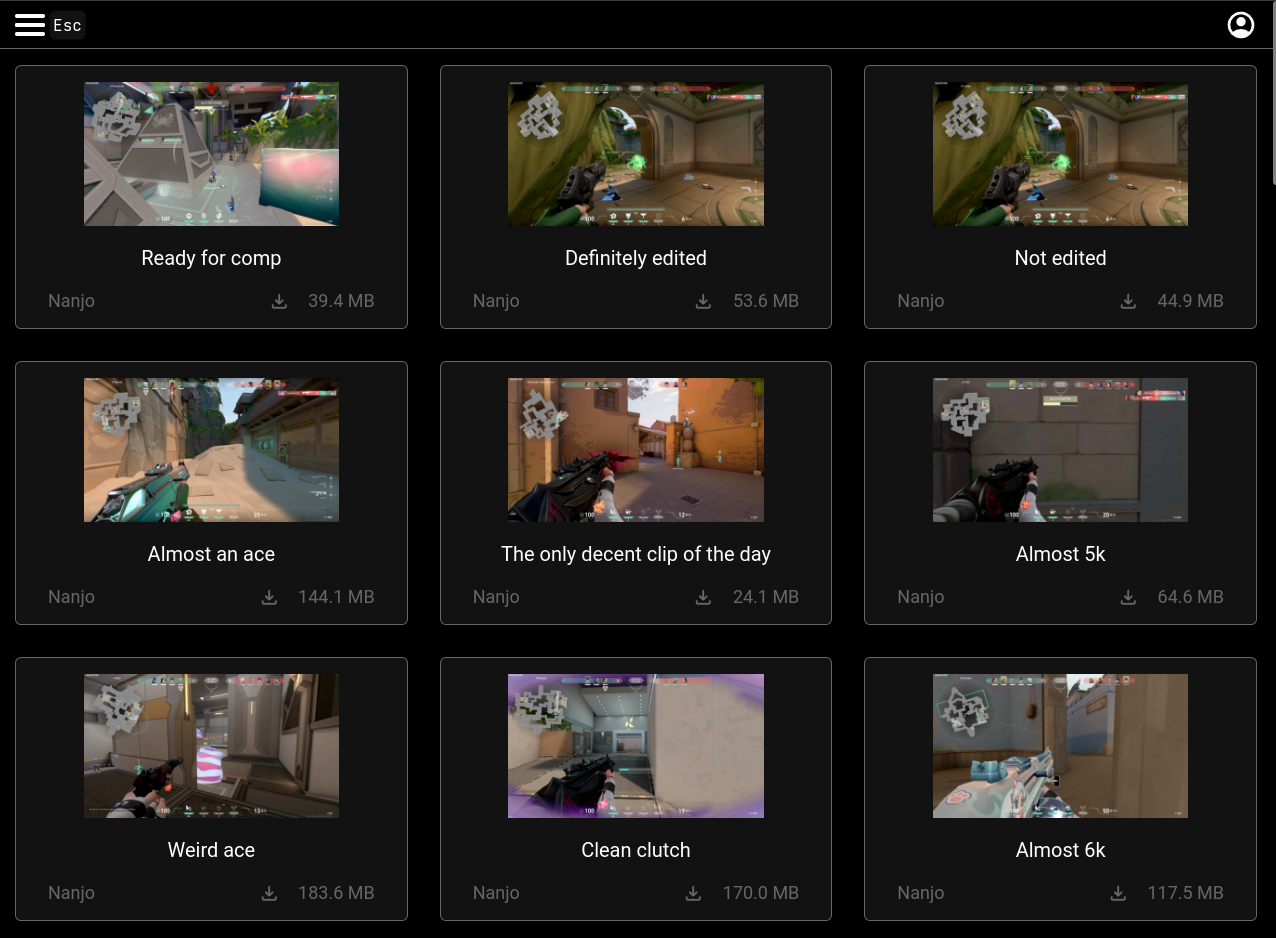 Esc
Ready for comp
Nanjo 39.4 MB
Definitely edited
Nanjo 53.6 MB
Not edited
Nanjo 44.9 MB
Almost an ace
Nanjo 144.1 MB
The only decent clip of the day
Nanjo 24.1 MB
Almost 5k
Nanjo 64.6 MB
Weird ace
Nanjo 183.6 MB
Clean clutch
Nanjo 170.0 MB
Almost 6k
Nanjo 117.5 MB